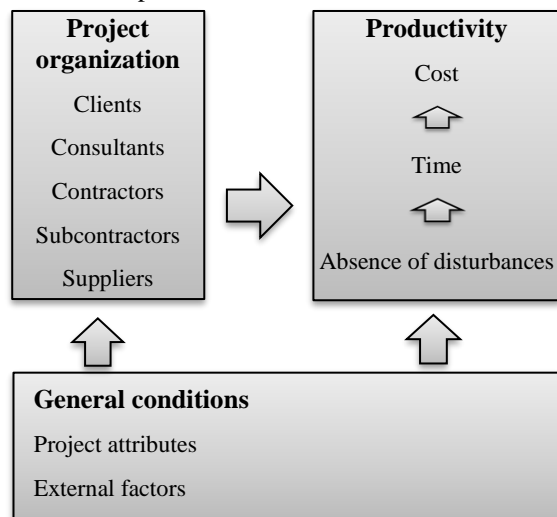 Project
organization
Clients
Consultants
Contractors
Subcontractors
Suppliers
Productivity
Cost
Time
Absence of disturbances
General conditions
Project attributes
External factors